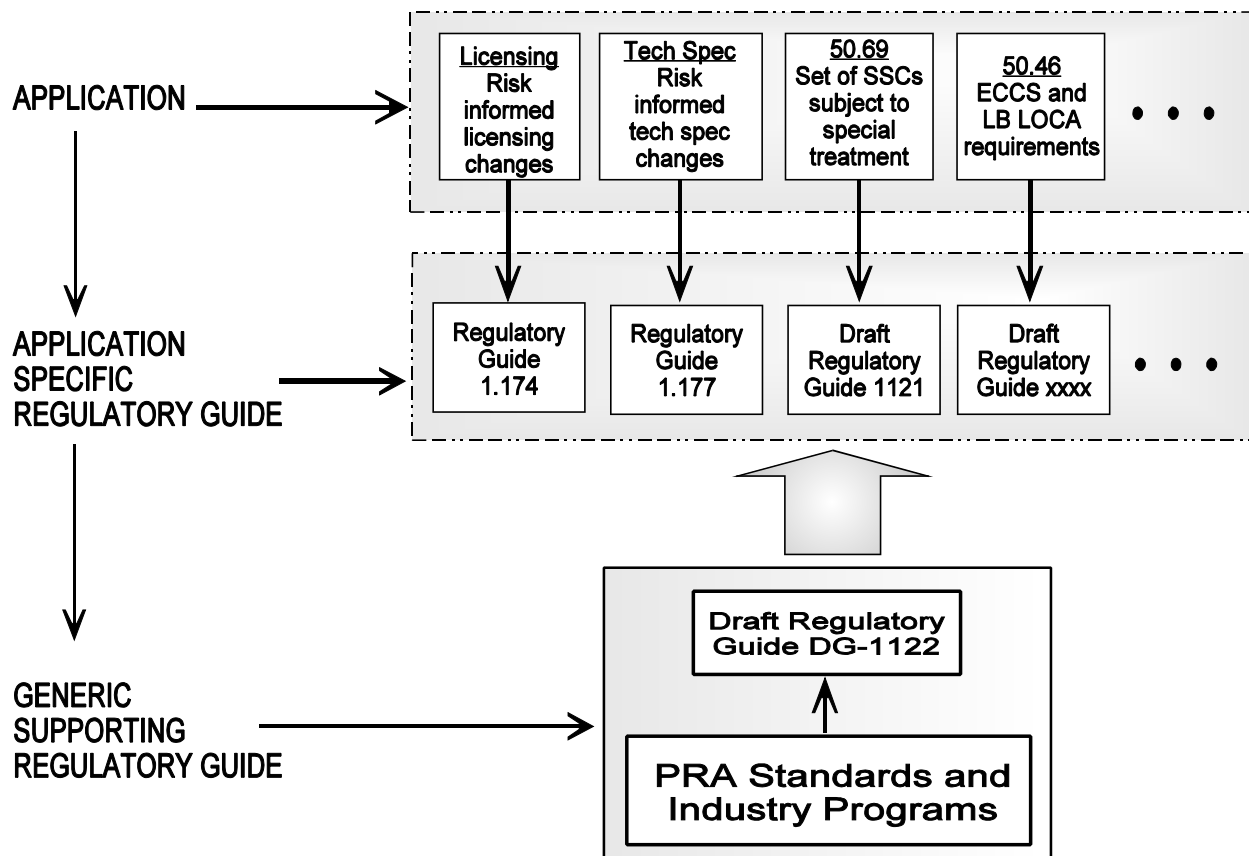 APPLICATION
Licensing
Risk
informed
licensing
changes
Tech Spec
Risk
informed
tech spec
changes
50.69
Set of SSCs
subject to
special
treatment
50.46
ECCS and
LB LOCA
requirements
• • •
APPLICATION
SPECIFIC
REGULATORY GUIDE
Regulatory
Guide
1.174
Regulatory
Guide
1.177
Draft
Regulatory
Guide 1121
Draft
Regulatory
Guide xxxx
• • •
GENERIC
SUPPORTING
REGULATORY GUIDE
Draft Regulatory
Guide DG-1122
PRA Standards and
Industry Programs